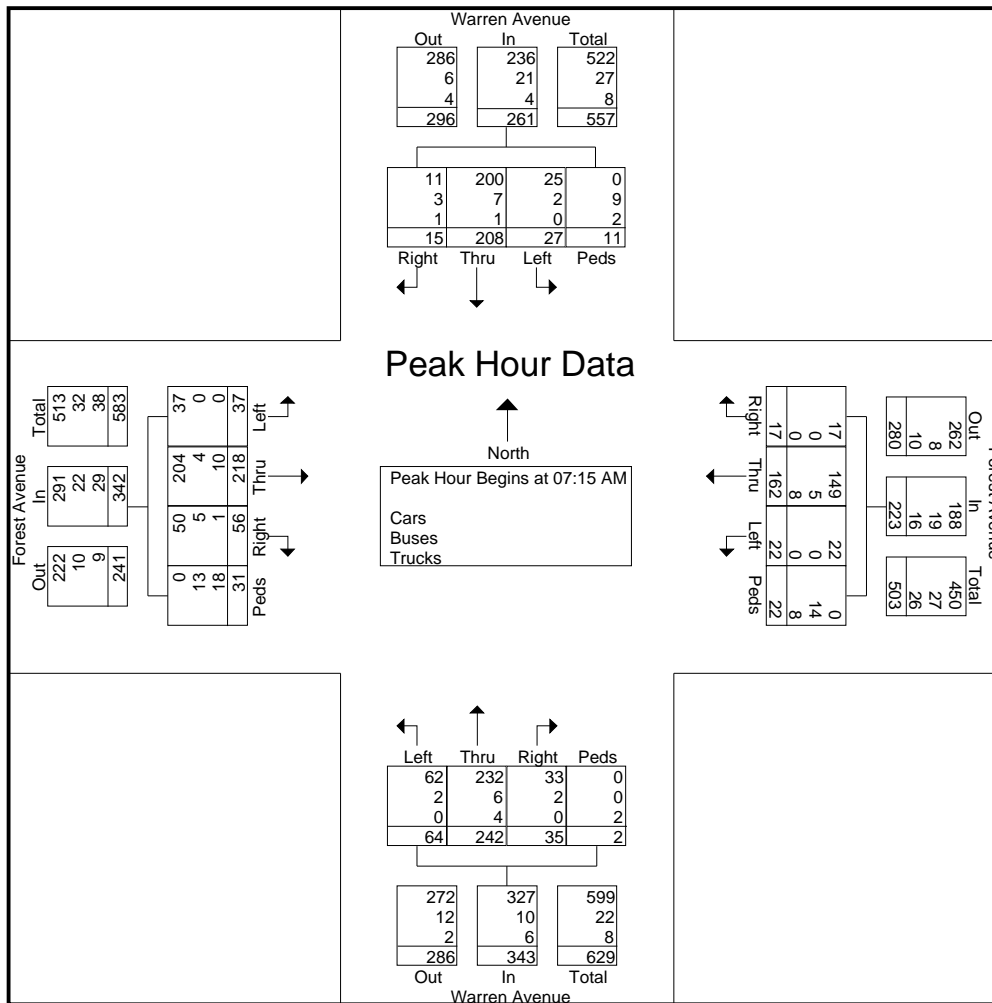 Warren Avenue
Out In Total
286 236 522
6 21 27
4 4 8
296 261 557
11 200 25 0
3 7 2 9
1 1 0 2
15 208 27 11
Right Thru Left Peds
Peak Hour Data
North
Peak Hour Begins at 07:15 AM
Cars
Buses
Trucks
Forest Avenue
Total In Out
513 291 222
32 22 10
38 29 9
583 342 241
37 204 50 0
0 4 5 13
0 10 1 18
37 218 56 31
Left Thru Right Peds
Out In Total
262 188 450
8 19 27
10 16 26
280 223 503
17 149 22 0
0 5 0 14
0 8 0 8
17 162 22 22
Right Thru Left Peds
Left Thru Right Peds
62 232 33 0
2 6 2 0
0 4 0 2
64 242 35 2
272 327 599
12 10 22
2 6 8
286 343 629
Out In Total
Warren Avenue